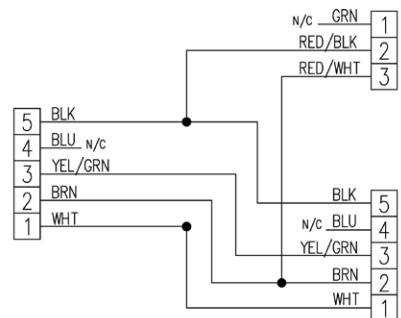 N/C GRN 1
RED/BLK 2
RED/WHT 3
5 BLK
4 BLU N/C
3 YEL/GRN
2 BRN
1 WHT
BLK 5
N/C BLU 4
YEL/GRN 3
BRN 2
WHT 1